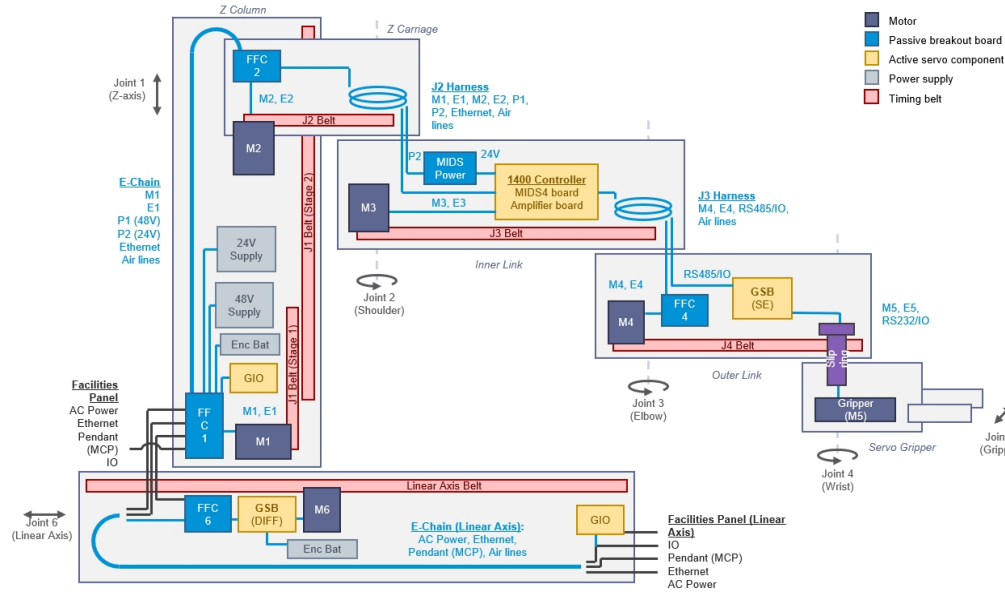 Z Column
Z Carriage
Motor
Passive breakout board
Active servo component
Power supply
Timing belt
Joint 1
(Z-axis)
FFC
2
M2, E2
J2 Belt
M2
J2 Harness
M1, E1, M2, E2, P1,
P2, Ethernet, Air
lines
J1 Belt (Stage 2)
P2
MIDS
Power
24V
1400 Controller
MIDS4 board
Amplifier board
M3
M3, E3
J3 Belt
J3 Harness
M4, E4, RS485/IO,
Air lines
Inner Link
E-Chain
M1
E1
P1 (48V)
P2 (24V)
Ethernet
Air lines
24V
Supply
48V
Supply
Enc Bat
GIO
J1 Belt (Stage 1)
Joint 2
(Shoulder)
M4, E4
RS485/IO
FFC
4
GSB
(SE)
M4
J4 Belt
M5, E5,
RS232/IO
Slip
ring
Outer Link
Joint 3
(Elbow)
Gripper
(M5)
Servo Gripper
Joint 4
(Wrist)
Facilities
Panel
AC Power
Ethernet
Pendant
(MCP)
IO
FF
C
1
M1, E1
M1
Linear Axis Belt
Joint 6
(Linear Axis)
FFC
6
GSB
(DIFF)
M6
Enc Bat
E-Chain (Linear Axis):
AC Power, Ethernet,
Pendant (MCP), Air lines
GIO
Facilities Panel (Linear
Axis)
IO
Pendant (MCP)
Ethernet
AC Power